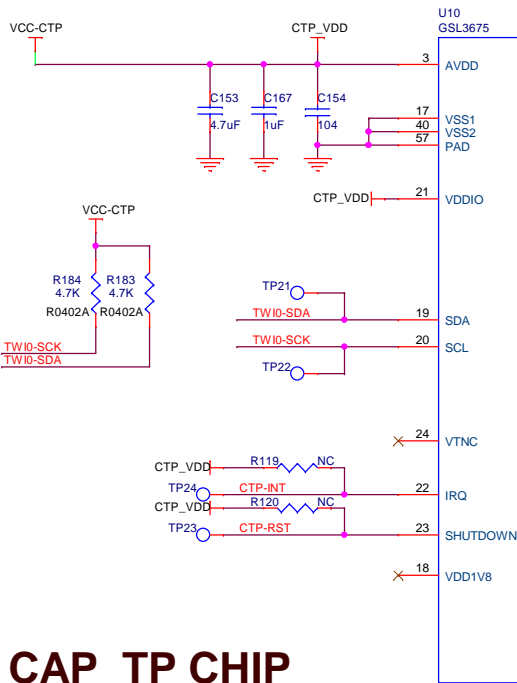 U10
GSL3675
VCC-CTP
CTP_VDD
3
AVDD
C153
4.7uF
C167
1uF
C154
104
17
VSS1
40
VSS2
57
PAD
CTP_VDD
21
VDDIO
VCC-CTP
R184
4.7K
R0402A
R183
4.7K
R0402A
TWI0-SCK
TWI0-SDA
TP21
TWI0-SDA
19
SDA
TWI0-SCK
20
SCL
TP22
24
VTNC
CTP_VDD
R119
NC
TP24
CTP-INT
22
IRQ
CTP_VDD
R120
NC
TP23
CTP-RST
23
SHUTDOWN
18
VDD1V8
CAP TP CHIP